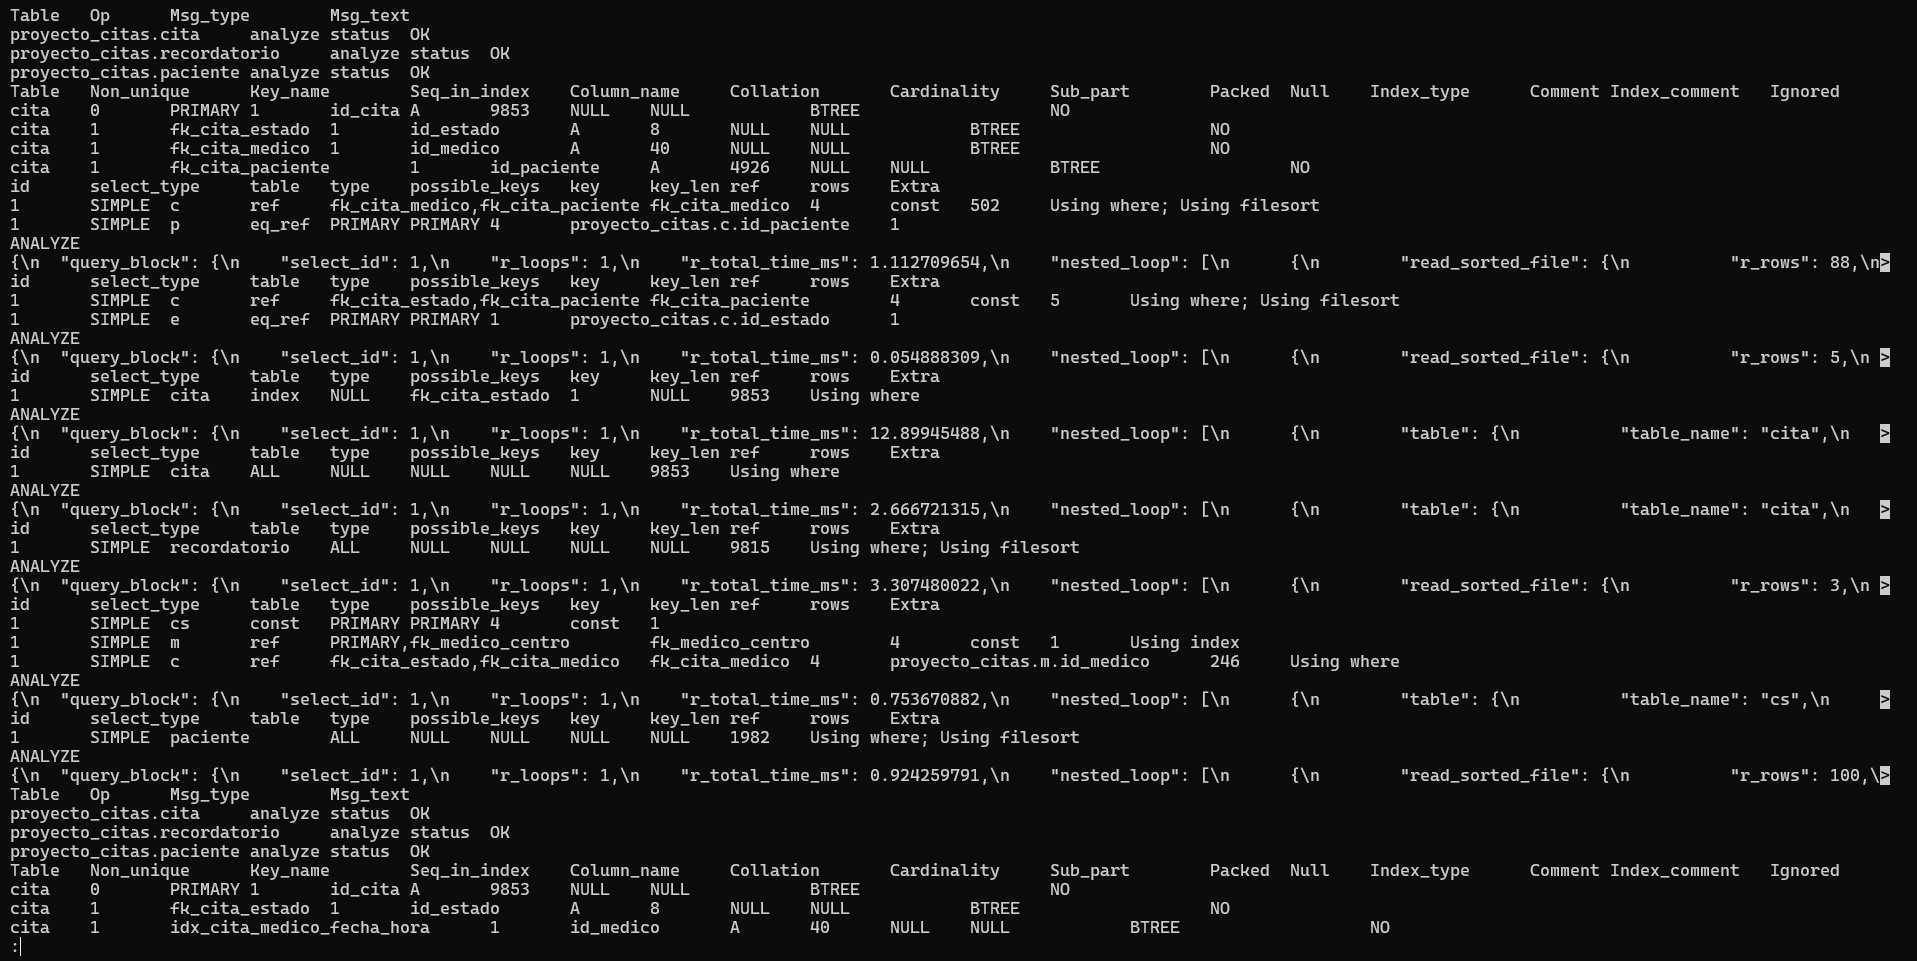 Table Op Msg_type Msg_text
proyecto_citas.cita analyze status OK
proyecto_citas.recordatorio analyze status OK
proyecto_citas.paciente analyze status OK
Table Non_unique Key_name Seq_in_index Column_name Collation Cardinality Sub_part Packed Null Index_type Comment Index_comment Ignored
cita 0 PRIMARY 1 id_cita A 9853 NULL NULL BTREE NO
cita 1 fk_cita_estado 1 id_estado A 8 NULL NULL BTREE NO
cita 1 fk_cita_medico 1 id_medico A 40 NULL NULL BTREE NO
cita 1 fk_cita_paciente 1 id_paciente A 4926 NULL NULL BTREE NO
id select_type table type possible_keys key key_len ref rows Extra
1 SIMPLE c ref fk_cita_medico,fk_cita_paciente fk_cita_medico 4 const 502 Using where; Using filesort
1 SIMPLE p eq_ref PRIMARY PRIMARY 4 proyecto_citas.c.id_paciente 1
ANALYZE
{\n "query_block": {\n "select_id": 1,\n "r_loops": 1,\n "r_total_time_ms": 1.112709654,\n "nested_loop": [\n {\n "read_sorted_file": {\n "r_rows": 88,\n>
id select_type table type possible_keys key key_len ref rows Extra
1 SIMPLE c ref fk_cita_estado,fk_cita_paciente fk_cita_paciente 4 const 5 Using where; Using filesort
1 SIMPLE e eq_ref PRIMARY PRIMARY 1 proyecto_citas.c.id_estado 1
ANALYZE
{\n "query_block": {\n "select_id": 1,\n "r_loops": 1,\n "r_total_time_ms": 0.054888309,\n "nested_loop": [\n {\n "read_sorted_file": {\n "r_rows": 5,\n >
id select_type table type possible_keys key key_len ref rows Extra
1 SIMPLE cita index NULL fk_cita_estado 1 NULL 9853 Using where
ANALYZE
{\n "query_block": {\n "select_id": 1,\n "r_loops": 1,\n "r_total_time_ms": 12.89945488,\n "nested_loop": [\n {\n "table": {\n "table_name": "cita",\n >
id select_type table type possible_keys key key_len ref rows Extra
1 SIMPLE cita ALL NULL NULL NULL NULL 9853 Using where
ANALYZE
{\n "query_block": {\n "select_id": 1,\n "r_loops": 1,\n "r_total_time_ms": 2.666721315,\n "nested_loop": [\n {\n "table": {\n "table_name": "cita",\n >
id select_type table type possible_keys key key_len ref rows Extra
1 SIMPLE recordatorio ALL NULL NULL NULL NULL 9815 Using where; Using filesort
ANALYZE
{\n "query_block": {\n "select_id": 1,\n "r_loops": 1,\n "r_total_time_ms": 3.307480022,\n "nested_loop": [\n {\n "read_sorted_file": {\n "r_rows": 3,\n >
id select_type table type possible_keys key key_len ref rows Extra
1 SIMPLE cs const PRIMARY PRIMARY 4 const 1
1 SIMPLE m ref PRIMARY,fk_medico_centro fk_medico_centro 4 const 1 Using index
1 SIMPLE c ref fk_cita_estado,fk_cita_medico fk_cita_medico 4 proyecto_citas.m.id_medico 246 Using where
ANALYZE
{\n "query_block": {\n "select_id": 1,\n "r_loops": 1,\n "r_total_time_ms": 0.753670882,\n "nested_loop": [\n {\n "table": {\n "table_name": "cs",\n >
id select_type table type possible_keys key key_len ref rows Extra
1 SIMPLE paciente ALL NULL NULL NULL NULL 1982 Using where; Using filesort
ANALYZE
{\n "query_block": {\n "select_id": 1,\n "r_loops": 1,\n "r_total_time_ms": 0.924259791,\n "nested_loop": [\n {\n "read_sorted_file": {\n "r_rows": 100,\>
Table Op Msg_type Msg_text
proyecto_citas.cita analyze status OK
proyecto_citas.recordatorio analyze status OK
proyecto_citas.paciente analyze status OK
Table Non_unique Key_name Seq_in_index Column_name Collation Cardinality Sub_part Packed Null Index_type Comment Index_comment Ignored
cita 0 PRIMARY 1 id_cita A 9853 NULL NULL BTREE NO
cita 1 fk_cita_estado 1 id_estado A 8 NULL NULL BTREE NO
cita 1 idx_cita_medico_fecha_hora 1 id_medico A 40 NULL NULL BTREE NO
: